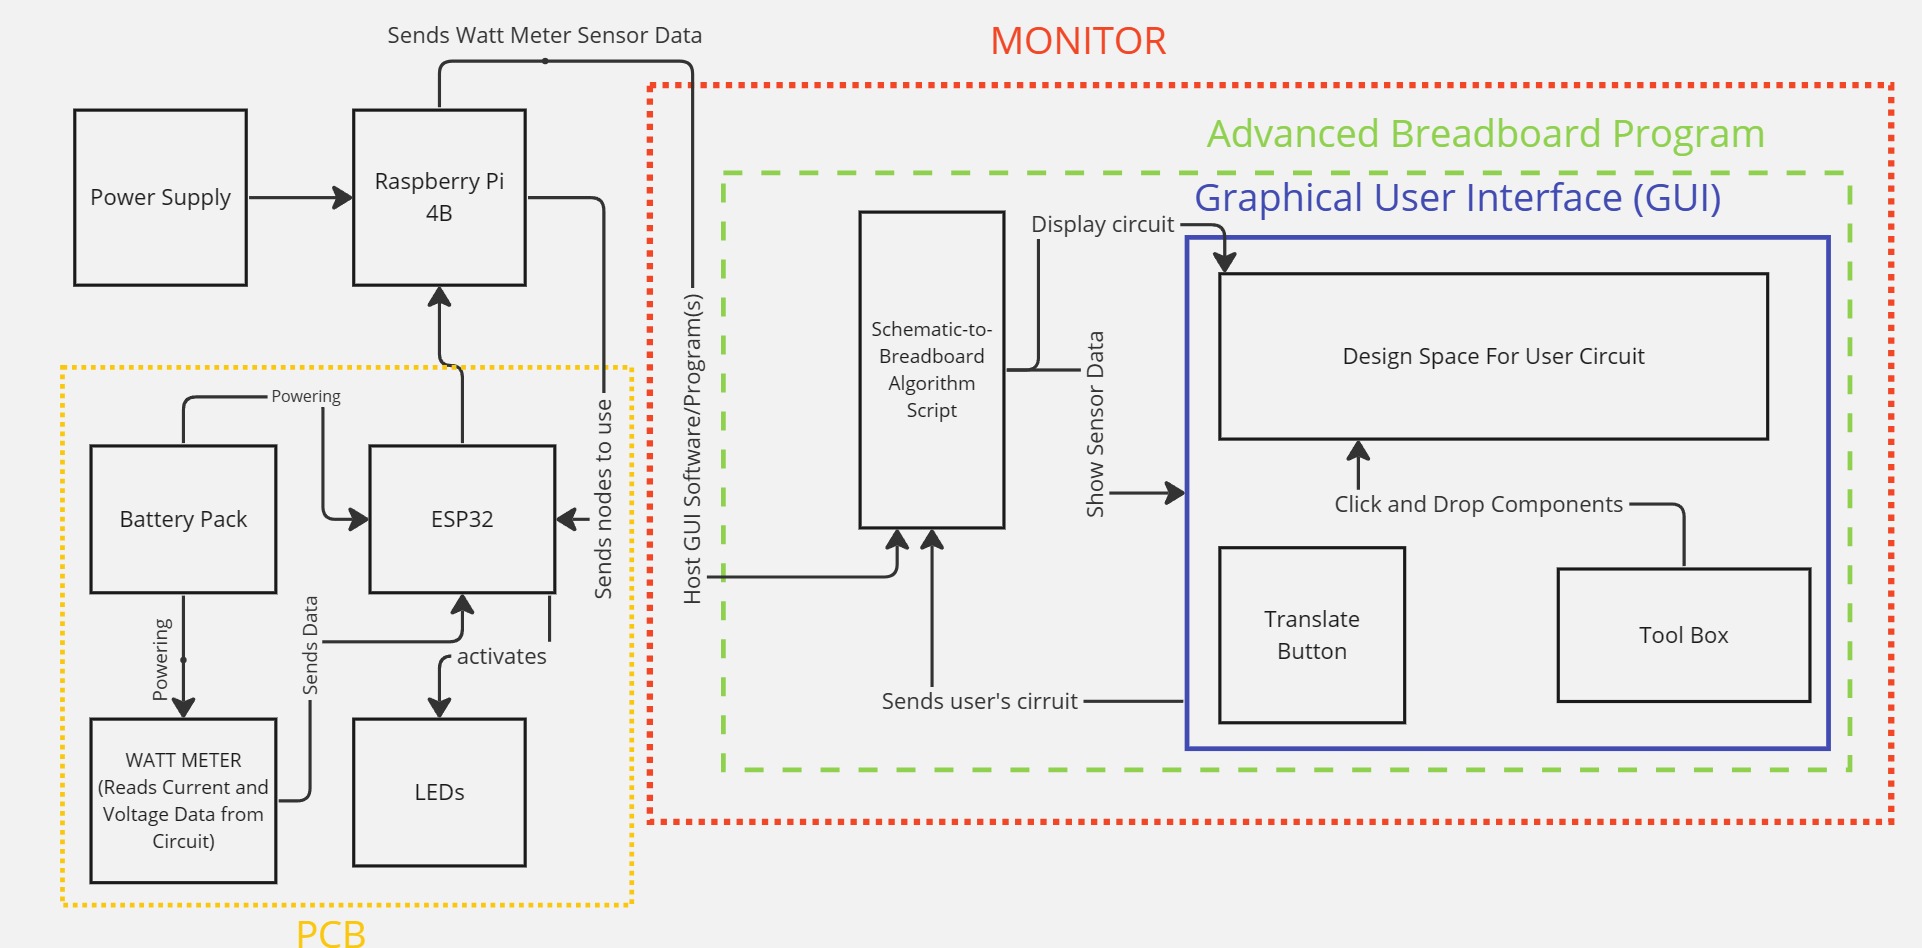 Sends Watt Meter Sensor Data
MONITOR
Advanced Breadboard Program
Graphical User Interface (GUI)
Power Supply
Raspberry Pi
4B
Display circuit
Host GUI Software/Program(s)
Schematic-to-
Breadboard
Algorithm
Script
Show Sensor Data
Design Space For User Circuit
Powering
Sends nodes to use
Battery Pack
ESP32
Click and Drop Components
Powering
Sends Data
activates
Translate
Button
Tool Box
Sends user's cirruit
WATT METER
(Reads Current and
Voltage Data from
Circuit)
LEDs
PCB